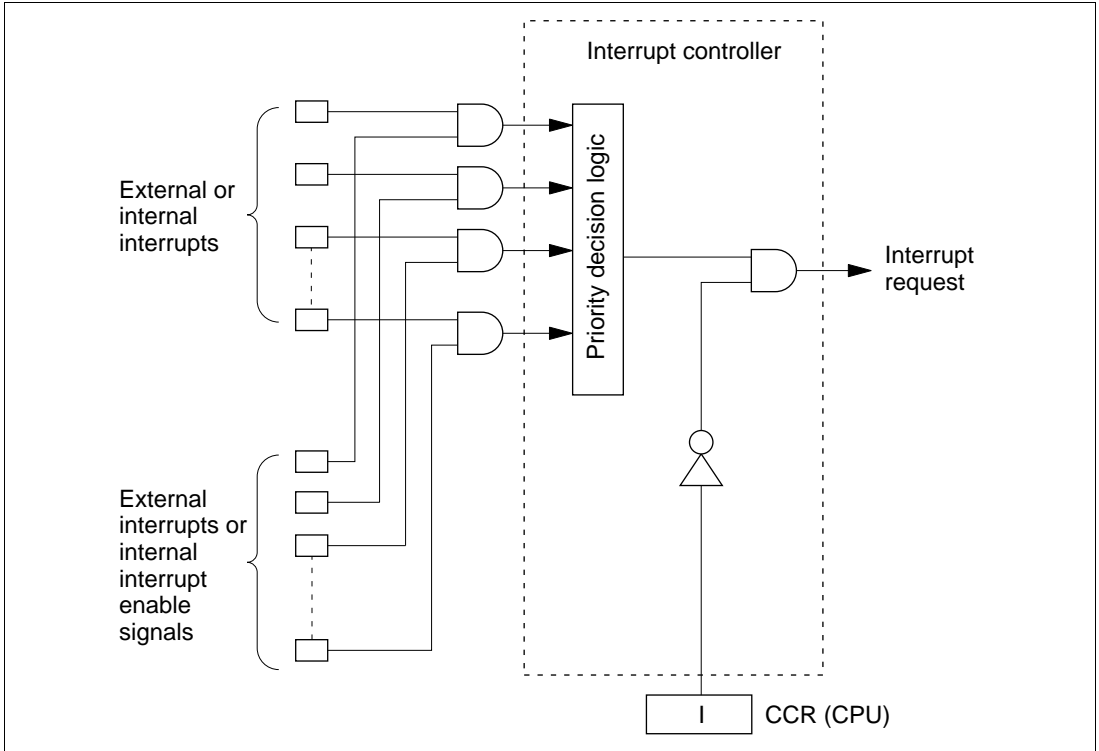 Interrupt controller
External or
internal
interrupts
Priority decision logic
Interrupt
request
External
interrupts or
internal
interrupt
enable
signals
I
CCR (CPU)